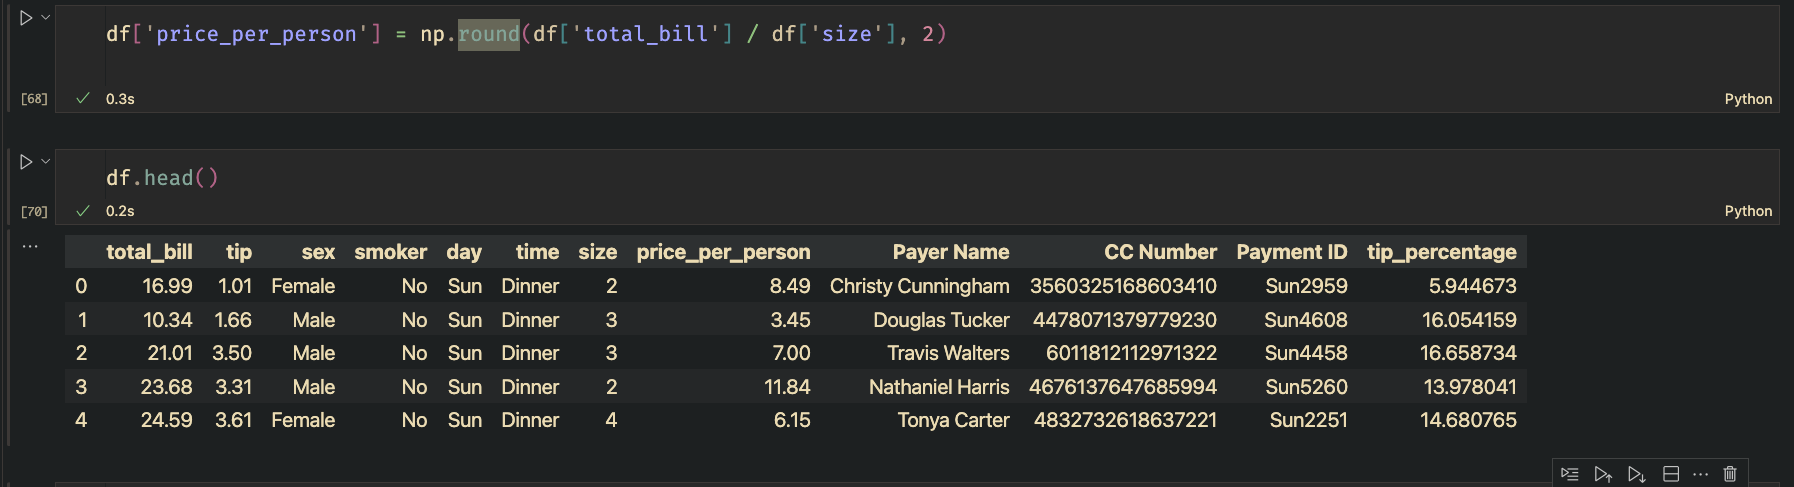 df['price_per_person'] = np.round(df['total_bill'] / df['size'], 2)
[68] 0.3s Python
df.head()
[70] 0.2s Python
total_bill tip sex smoker day time size price_per_person Payer Name CC Number Payment ID tip_percentage
0 16.99 1.01 Female No Sun Dinner 2 8.49 Christy Cunningham 3560325168603410 Sun2959 5.944673
1 10.34 1.66 Male No Sun Dinner 3 3.45 Douglas Tucker 4478071379779230 Sun4608 16.054159
2 21.01 3.50 Male No Sun Dinner 3 7.00 Travis Walters 6011812112971322 Sun4458 16.658734
3 23.68 3.31 Male No Sun Dinner 2 11.84 Nathaniel Harris 4676137647685994 Sun5260 13.978041
4 24.59 3.61 Female No Sun Dinner 4 6.15 Tonya Carter 4832732618637221 Sun2251 14.680765